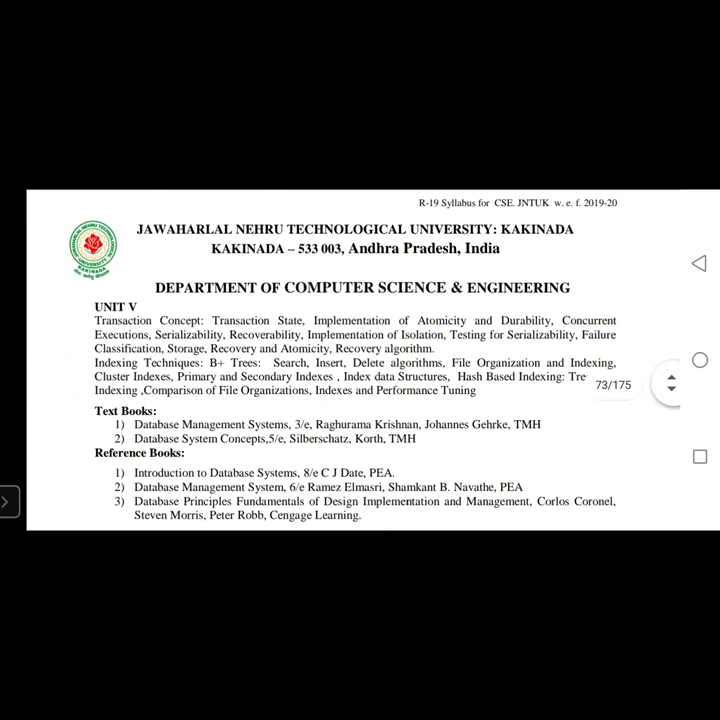 R-19 Syllabus for CSE. JNTUK w. e. f. 2019-20
JAWAHARLAL NEHRU TECHNOLOGICAL UNIVERSITY: KAKINADA
KAKINADA – 533 003, Andhra Pradesh, India
KAKINADA
DEPARTMENT OF COMPUTER SCIENCE & ENGINEERING
UNIT V
Transaction Concept: Transaction State, Implementation of Atomicity and Durability, Concurrent
Executions, Serializability, Recoverability, Implementation of Isolation, Testing for Serializability, Failure
Classification, Storage, Recovery and Atomicity, Recovery algorithm.
Indexing Techniques: B+ Trees: Search, Insert, Delete algorithms, File Organization and Indexing,
Cluster Indexes, Primary and Secondary Indexes , Index data Structures, Hash Based Indexing: Tre
73/175
Indexing ,Comparison of File Organizations, Indexes and Performance Tuning
Text Books:
1) Database Management Systems, 3/e, Raghurama Krishnan, Johannes Gehrke, TMH
2) Database System Concepts,5/e, Silberschatz, Korth, TMH
Reference Books:
1) Introduction to Database Systems, 8/e C J Date, PEA.
2) Database Management System, 6/e Ramez Elmasri, Shamkant B. Navathe, PEA
3) Database Principles Fundamentals of Design Implementation and Management, Corlos Coronel,
Steven Morris, Peter Robb, Cengage Learning.